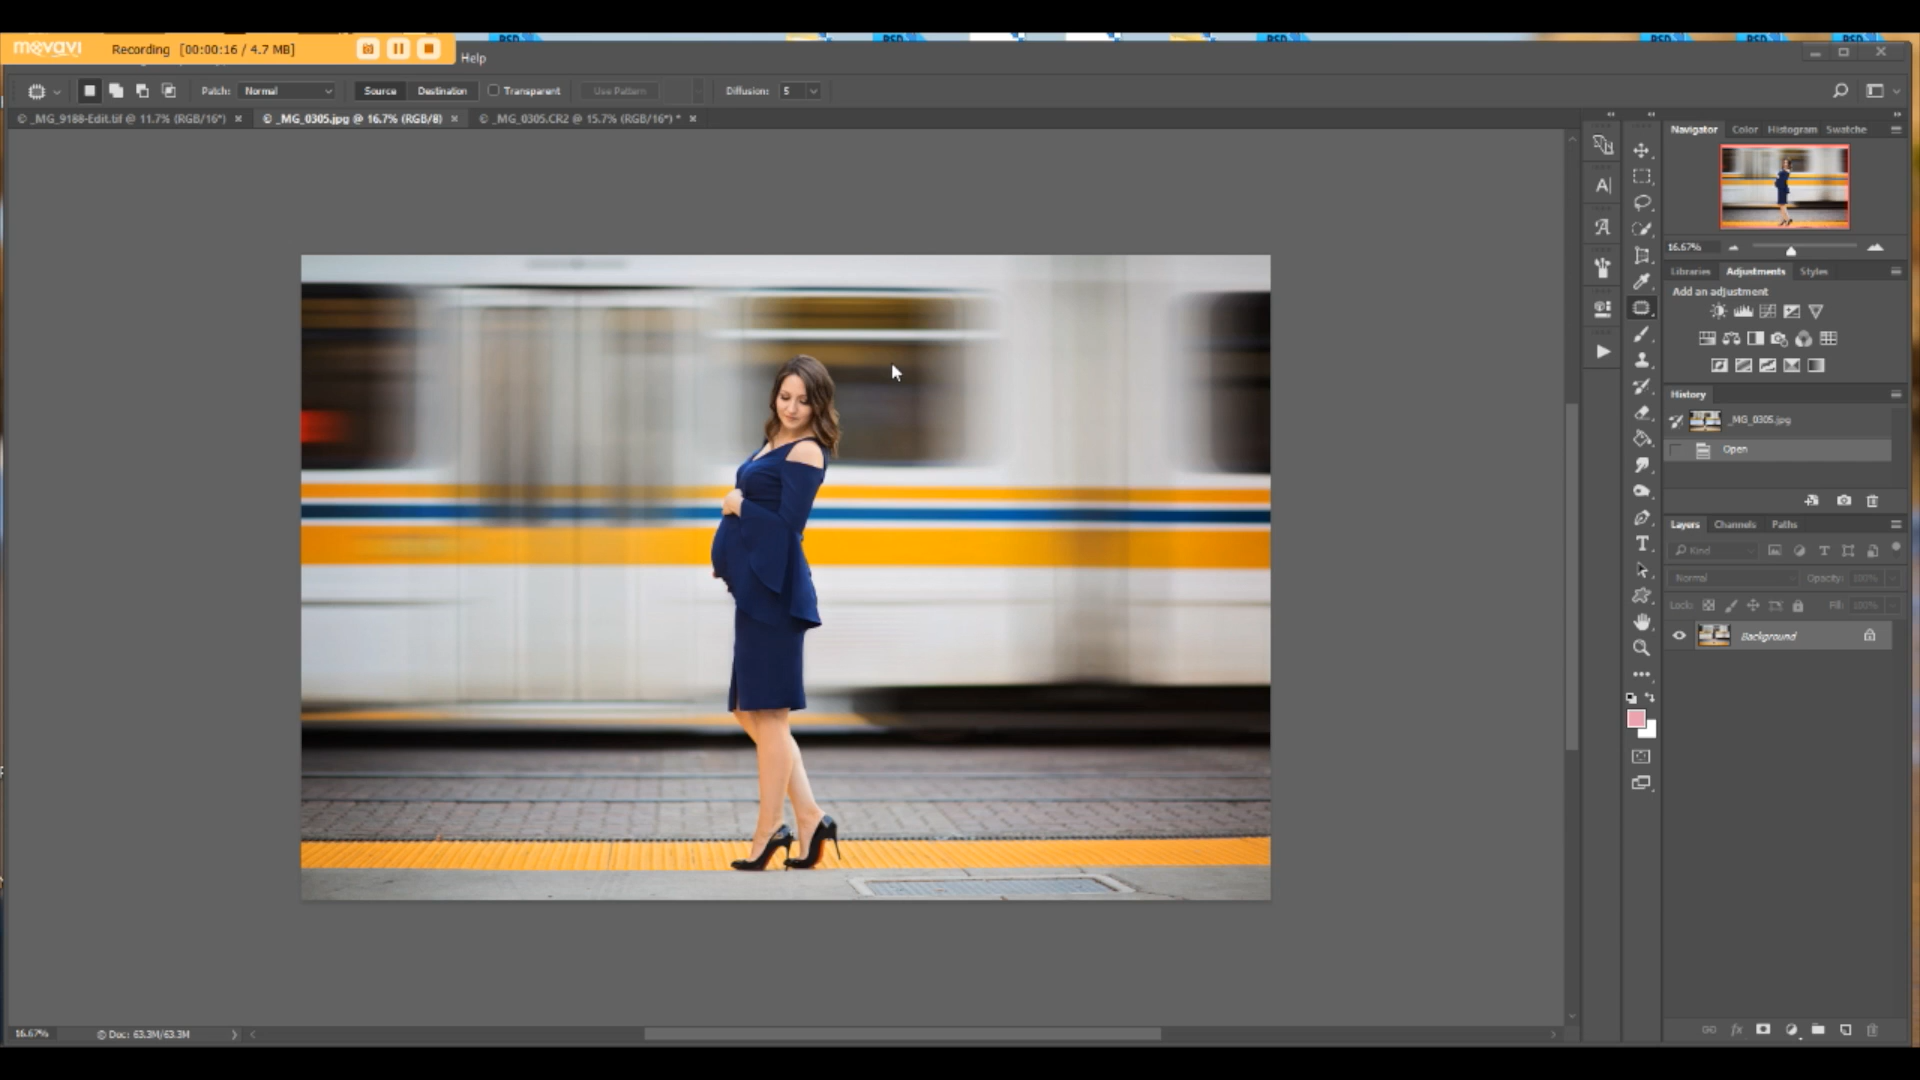 movavi Recording [00:00:16 / 4.7 MB]
Help
Patch: Normal Source Destination Transparent Use Pattern Diffusion: 5
© _MG_9188-Edit.tif @ 11.7% (RGB/16*) × © _MG_0305.jpg @ 16.7% (RGB/8) × © _MG_0305.CR2 @ 15.7% (RGB/16*) * ×
Navigator Color Histogram Swatche
16.67%
Libraries Adjustments Styles
Add an adjustment
History
_MG_0305.jpg
Open
Layers Channels Paths
Kind
Normal Opacity: 100%
Lock: Fill: 100%
Background
16.67% © Doc: 63.3M/63.3M